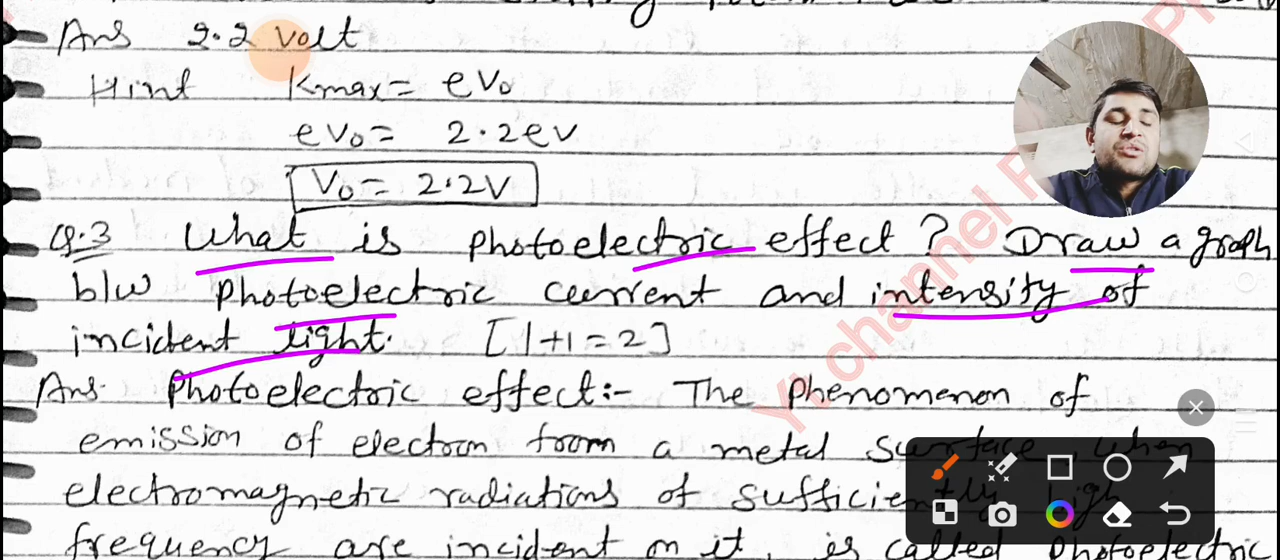 Ans 2.2 volt
Hint Kmax = eV₀
eV₀ = 2.2eV
V₀ = 2.2V
Q.3 What is photoelectric effect? Draw a graph
b/w photoelectric current and intensity of
incident light. [1+1=2]
Ans. Photoelectric effect:- The phenomenon of
emission of electron from a metal surface when
electromagnetic radiations of sufficiently high
frequency are incident on it, is called photoelectric
Yt channel P